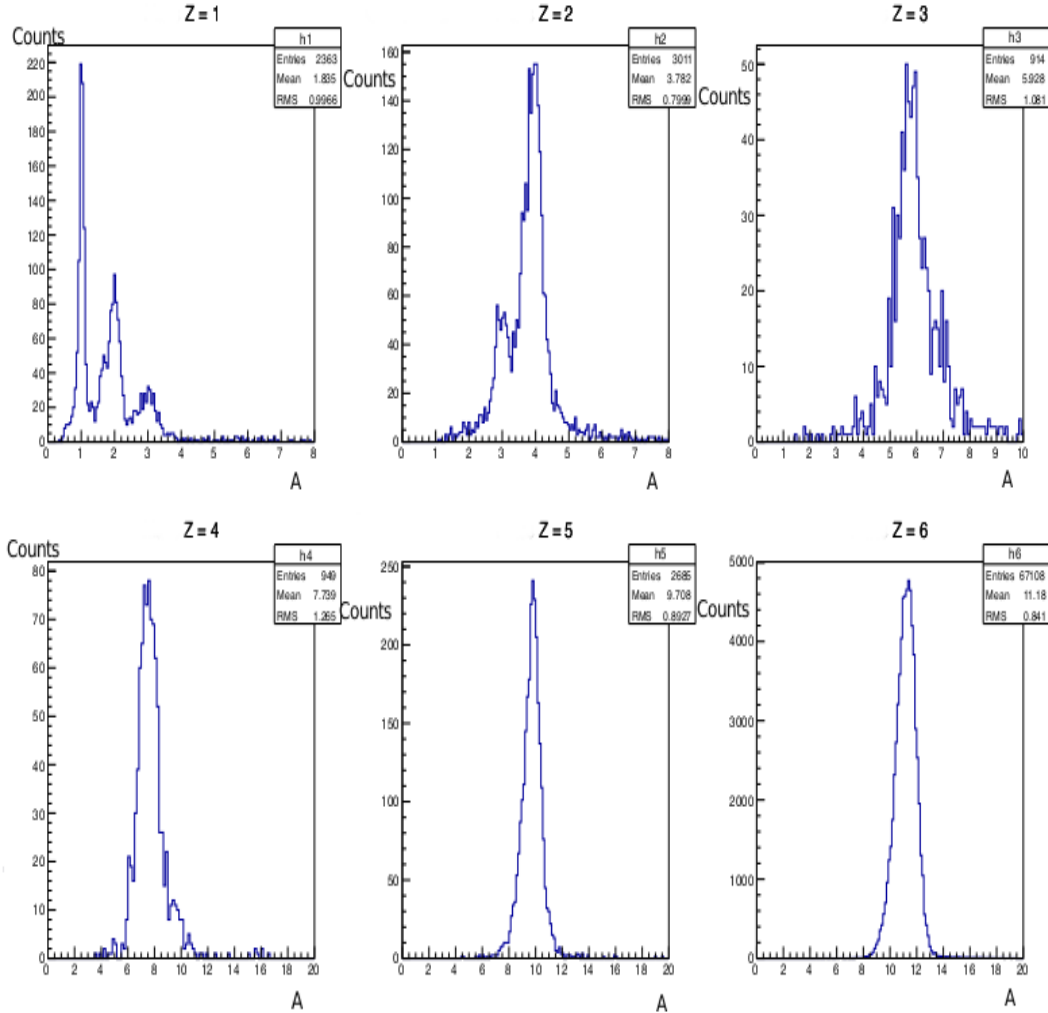 Z = 1
Counts
h1
Entries 2363
Mean 1.835
RMS 0.9966
220
200
180
160
140
120
100
80
60
40
20
0
0 1 2 3 4 5 6 7 8
A
Z = 2
Counts
h2
Entries 3011
Mean 3.782
RMS 0.7999
160
140
120
100
80
60
40
20
0
0 1 2 3 4 5 6 7 8
A
Z = 3
Counts
h3
Entries 914
Mean 5.928
RMS 1.081
50
40
30
20
10
0
0 1 2 3 4 5 6 7 8 9 10
A
Z = 4
Counts
h4
Entries 949
Mean 7.739
RMS 1.265
80
70
60
50
40
30
20
10
0
0 2 4 6 8 10 12 14 16 18 20
A
Z = 5
Counts
h5
Entries 2685
Mean 9.708
RMS 0.8927
250
200
150
100
50
0
0 2 4 6 8 10 12 14 16 18 20
A
Z = 6
Counts
h6
Entries 67108
Mean 11.18
RMS 0.841
5000
4000
3000
2000
1000
0
0 2 4 6 8 10 12 14 16 18 20
A